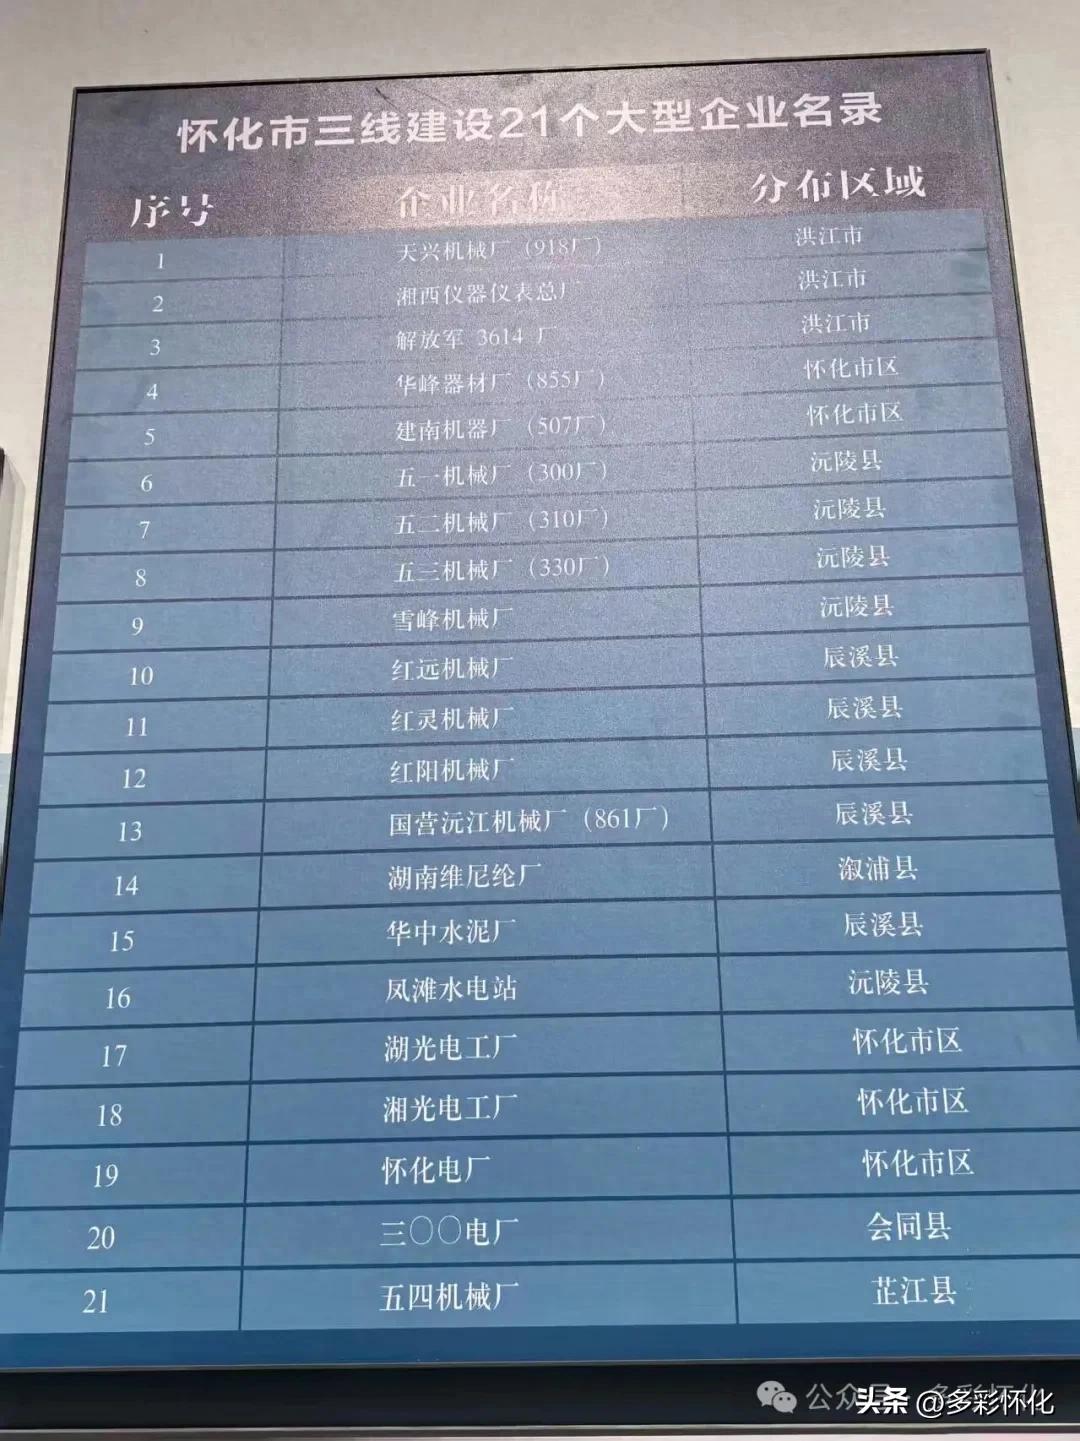 怀化市三线建设21个大型企业名录
序号 企业名称 分布区域
1 天兴机械厂（918厂） 洪江市
2 湘西仪器仪表总厂 洪江市
3 解放军 3614 厂 洪江市
4 华峰器材厂（855厂） 怀化市区
5 建南机器厂（507厂） 怀化市区
6 五一机械厂（300厂） 沅陵县
7 五二机械厂（310厂） 沅陵县
8 五三机械厂（330厂） 沅陵县
9 雪峰机械厂 沅陵县
10 红远机械厂 辰溪县
11 红灵机械厂 辰溪县
12 红阳机械厂 辰溪县
13 国营沅江机械厂（861厂） 辰溪县
14 湖南维尼纶厂 溆浦县
15 华中水泥厂 辰溪县
16 凤滩水电站 沅陵县
17 湖光电工厂 怀化市区
18 湘光电工厂 怀化市区
19 怀化电厂 怀化市区
20 三〇〇电厂 会同县
21 五四机械厂 芷江县
公众号 多彩怀化
头条 @多彩怀化